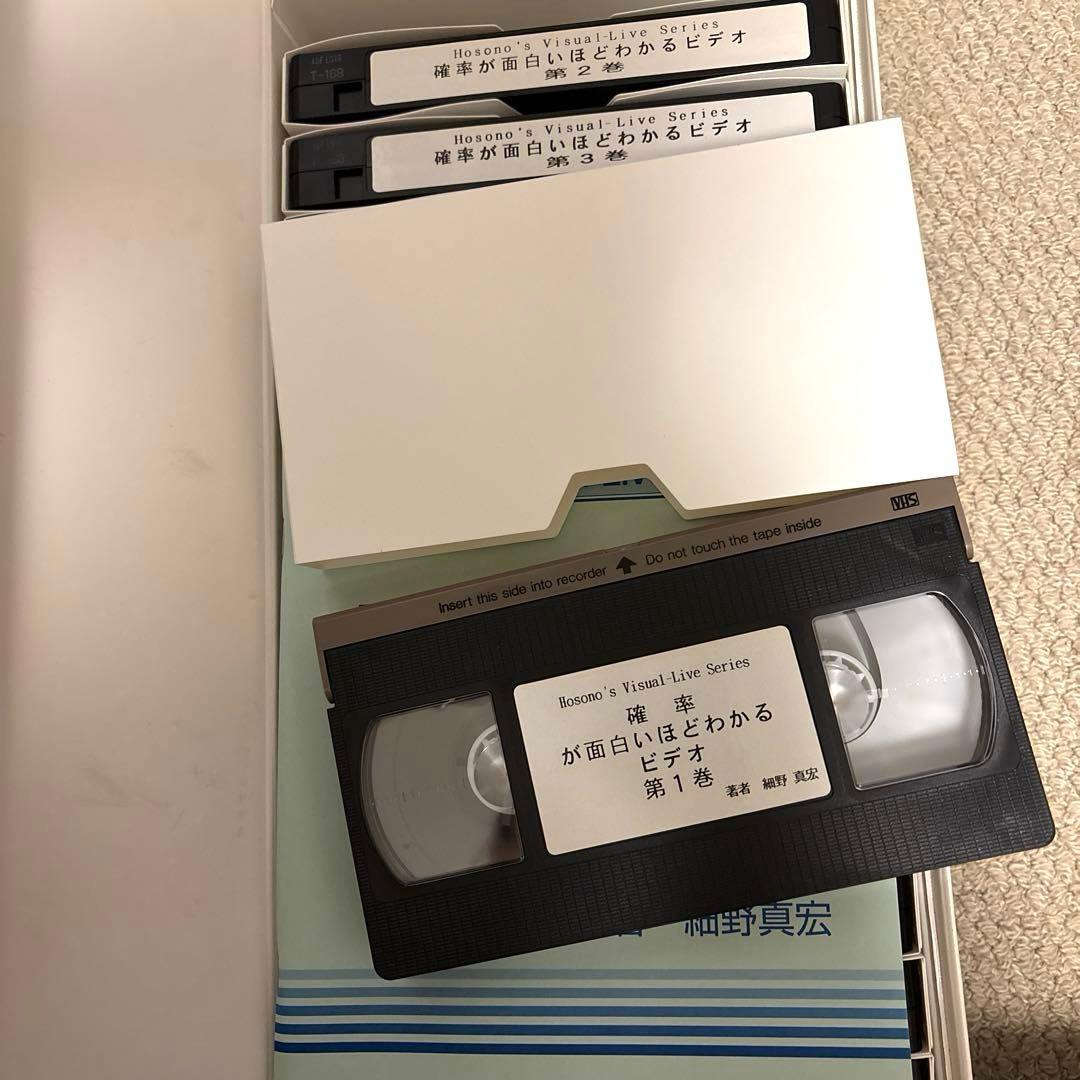 Hosono's Visual-Live Series
確率が面白いほどわかるビデオ
第2巻
T-168
Hosono's Visual-Live Series
確率が面白いほどわかるビデオ
第3巻
VHS
Insert this side into recorder Do not touch the tape inside
Hosono's Visual-Live Series
確率
が面白いほどわかる
ビデオ
第1巻
著者 細野 真宏
細野真宏